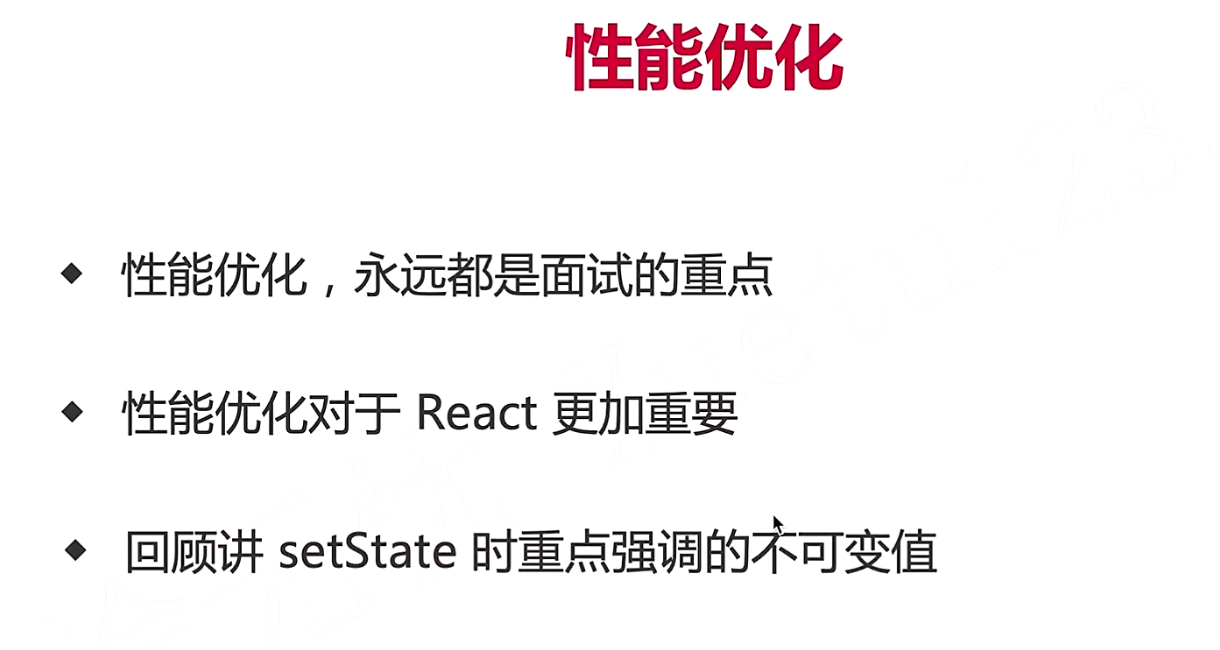 性能优化
性能优化，永远都是面试的重点
性能优化对于 React 更加重要
回顾讲 setState 时重点强调的不可变值